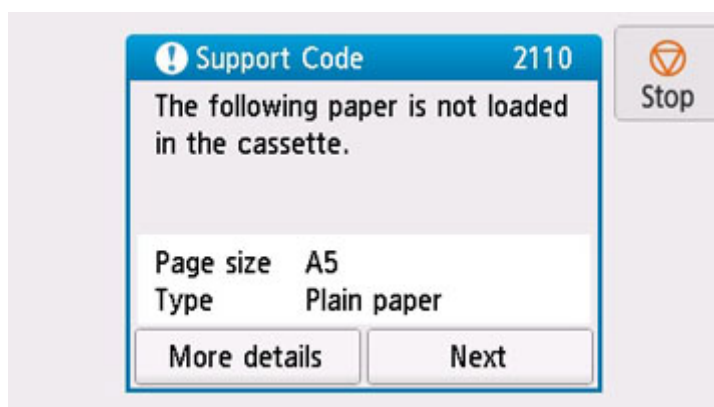 Support Code 2110
Stop
The following paper is not loaded
in the cassette.
Page size A5
Type Plain paper
More details Next